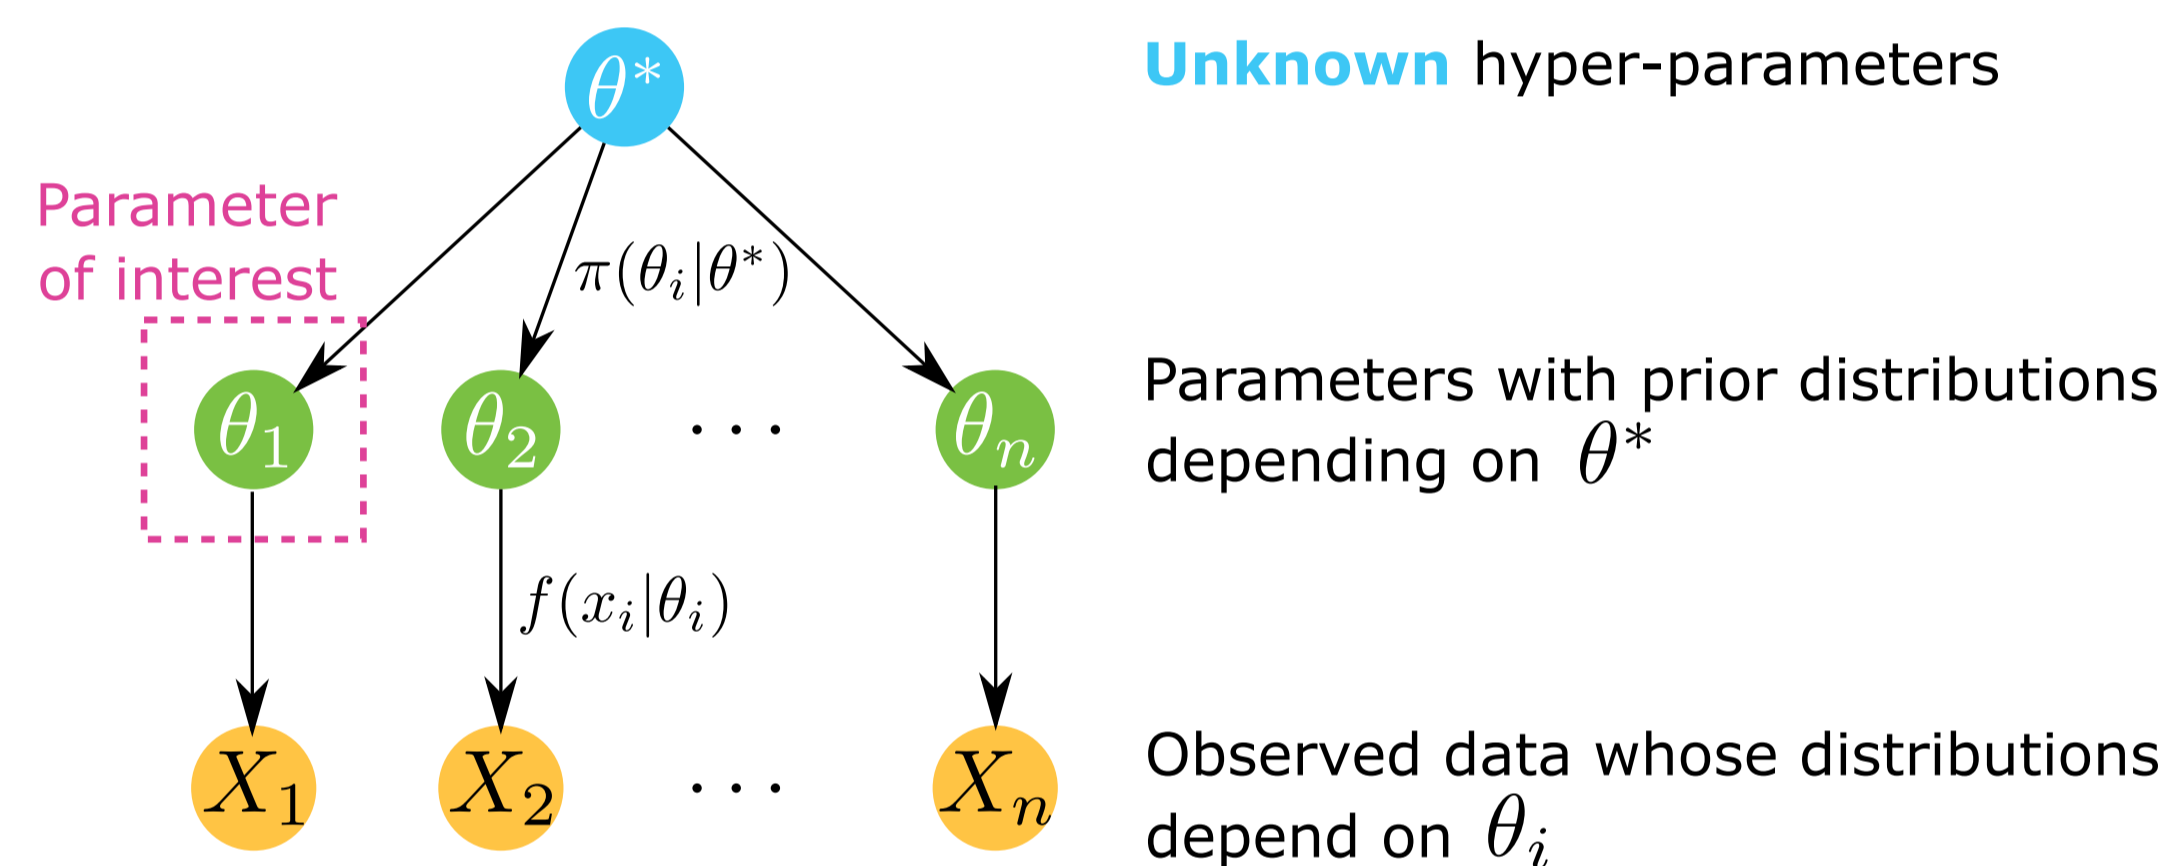 θ*
Unknown hyper-parameters
Parameter
of interest
π(θᵢ|θ*)
θ₁ θ₂ ··· θₙ
Parameters with prior distributions
depending on θ*
f(xᵢ|θᵢ)
X₁ X₂ ··· Xₙ
Observed data whose distributions
depend on θᵢ